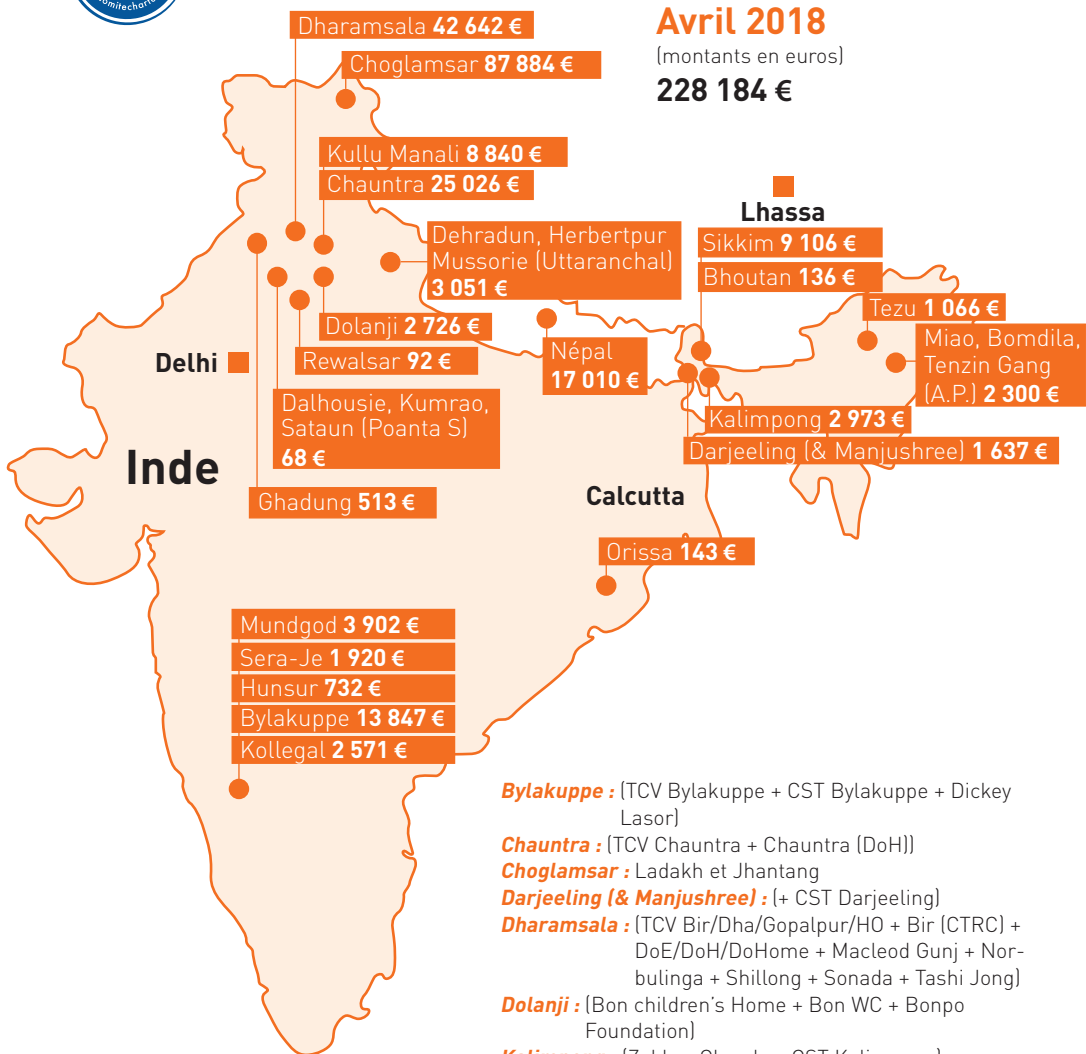 comitecharte
Avril 2018
(montants en euros)
228 184 €
Dharamsala 42 642 €
Choglamsar 87 884 €
Kullu Manali 8 840 €
Chauntra 25 026 €
Lhassa
Dehradun, Herbertpur
Mussorie (Uttaranchal)
3 051 €
Sikkim 9 106 €
Bhoutan 136 €
Tezu 1 066 €
Miao, Bomdila,
Tenzin Gang
(A.P.) 2 300 €
Dolanji 2 726 €
Rewalsar 92 €
Népal
17 010 €
Delhi
Dalhousie, Kumrao,
Sataun (Poanta S)
68 €
Kalimpong 2 973 €
Darjeeling (& Manjushree) 1 637 €
Inde
Ghadung 513 €
Calcutta
Orissa 143 €
Mundgod 3 902 €
Sera-Je 1 920 €
Hunsur 732 €
Bylakuppe 13 847 €
Kollegal 2 571 €
Bylakuppe : (TCV Bylakuppe + CST Bylakuppe + Dickey
Lasor)
Chauntra : (TCV Chauntra + Chauntra (DoH))
Choglamsar : Ladakh et Jhantang
Darjeeling (& Manjushree) : (+ CST Darjeeling)
Dharamsala : (TCV Bir/Dha/Gopalpur/HO + Bir (CTRC) +
DoE/DoH/DoHome + Macleod Gunj + Nor-
bulinga + Shillong + Sonada + Tashi Jong)
Dolanji : (Bon children's Home + Bon WC + Bonpo
Foundation)